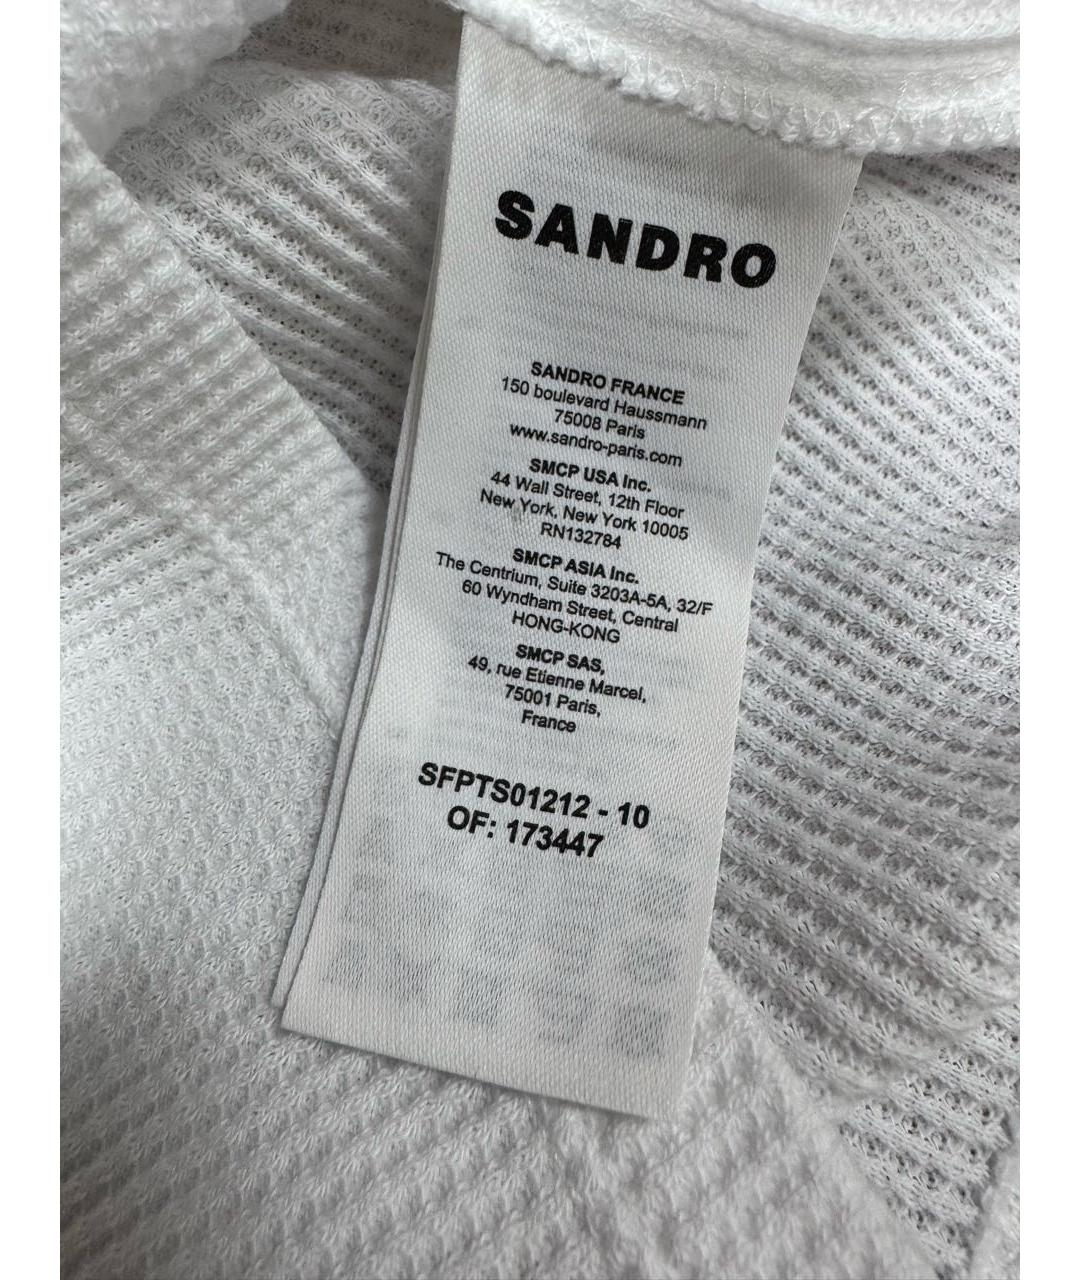 SANDRO
SANDRO FRANCE
150 boulevard Haussmann
75008 Paris
www.sandro-paris.com
SMCP USA Inc.
44 Wall Street, 12th Floor
New York, New York 10005
RN132784
SMCP ASIA Inc.
The Centrium, Suite 3203A-5A, 32/F
60 Wyndham Street, Central
HONG-KONG
SMCP SAS,
49, rue Etienne Marcel,
75001 Paris,
France
SFPTS01212 - 10
OF: 173447